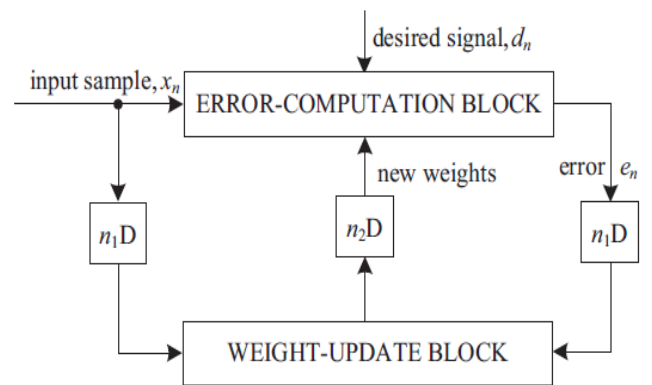 desired signal, dn
input sample, xn
ERROR-COMPUTATION BLOCK
new weights
error en
n1D
n2D
n1D
WEIGHT-UPDATE BLOCK